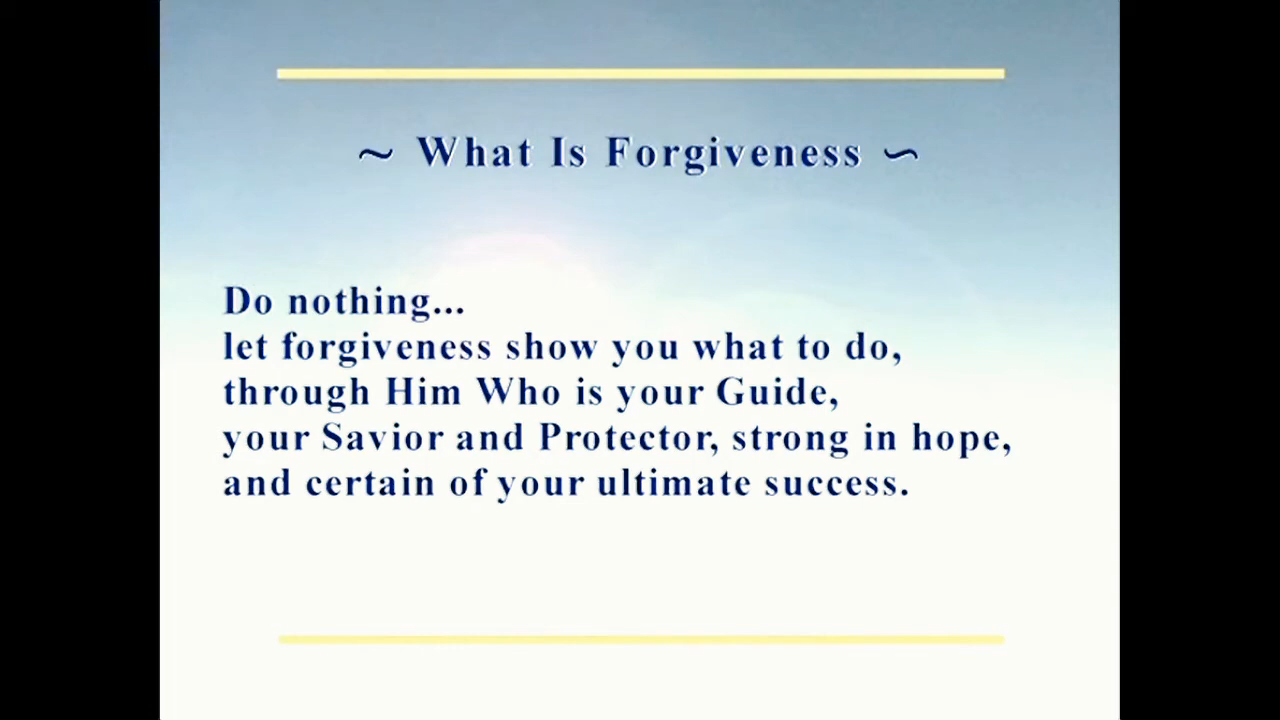 ~ What Is Forgiveness ~
Do nothing...
let forgiveness show you what to do,
through Him Who is your Guide,
your Savior and Protector, strong in hope,
and certain of your ultimate success.